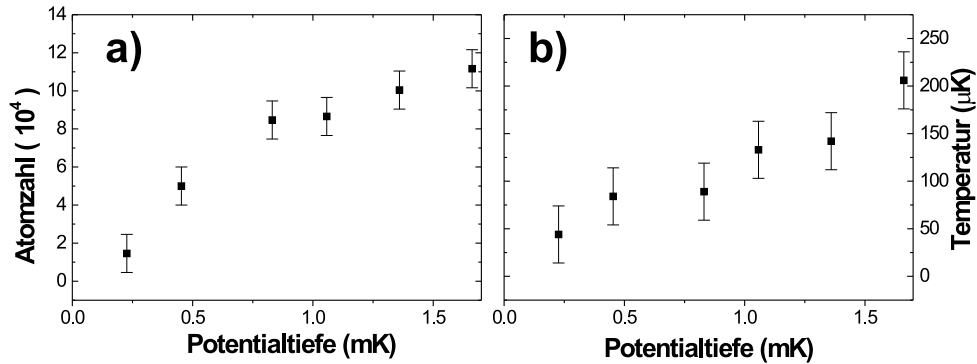 a)
Atomzahl ( 10⁴ )
14
12
10
8
6
4
2
0
0.0 0.5 1.0 1.5
Potentialtiefe (mK)
b)
250
200
150
100
50
0
Temperatur (μK)
0.0 0.5 1.0 1.5
Potentialtiefe (mK)